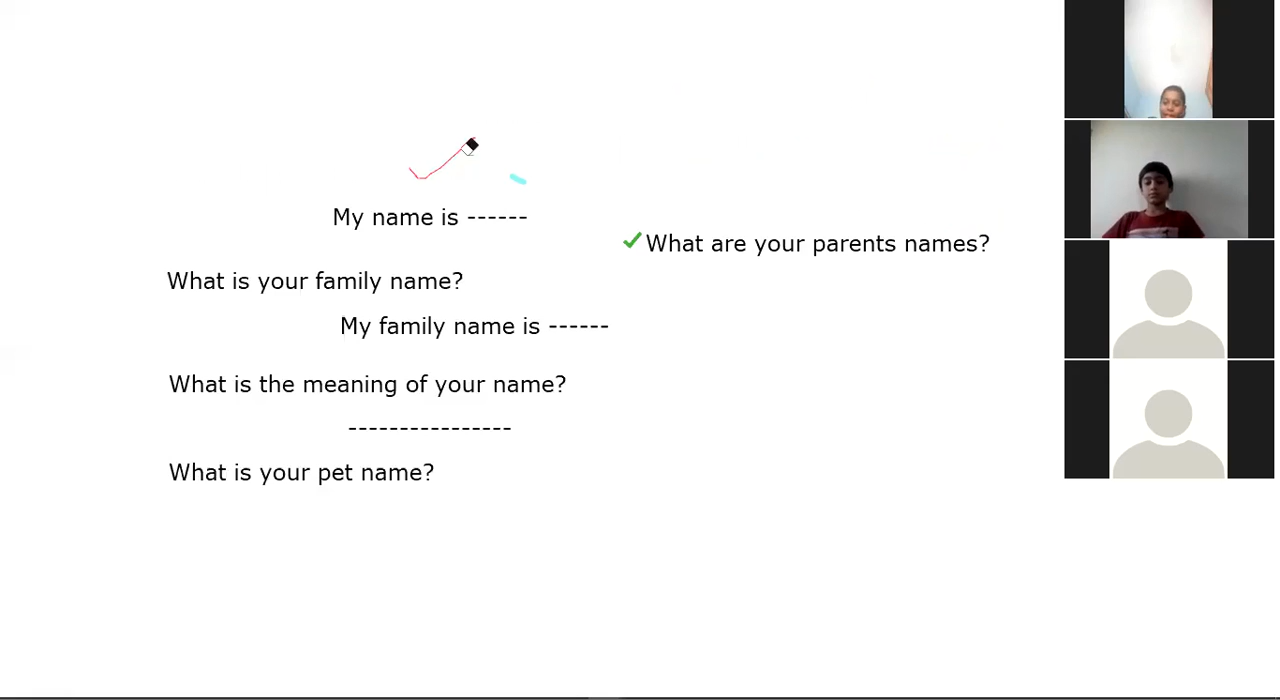 My name is ------
What are your parents names?
What is your family name?
My family name is ------
What is the meaning of your name?
----------------
What is your pet name?